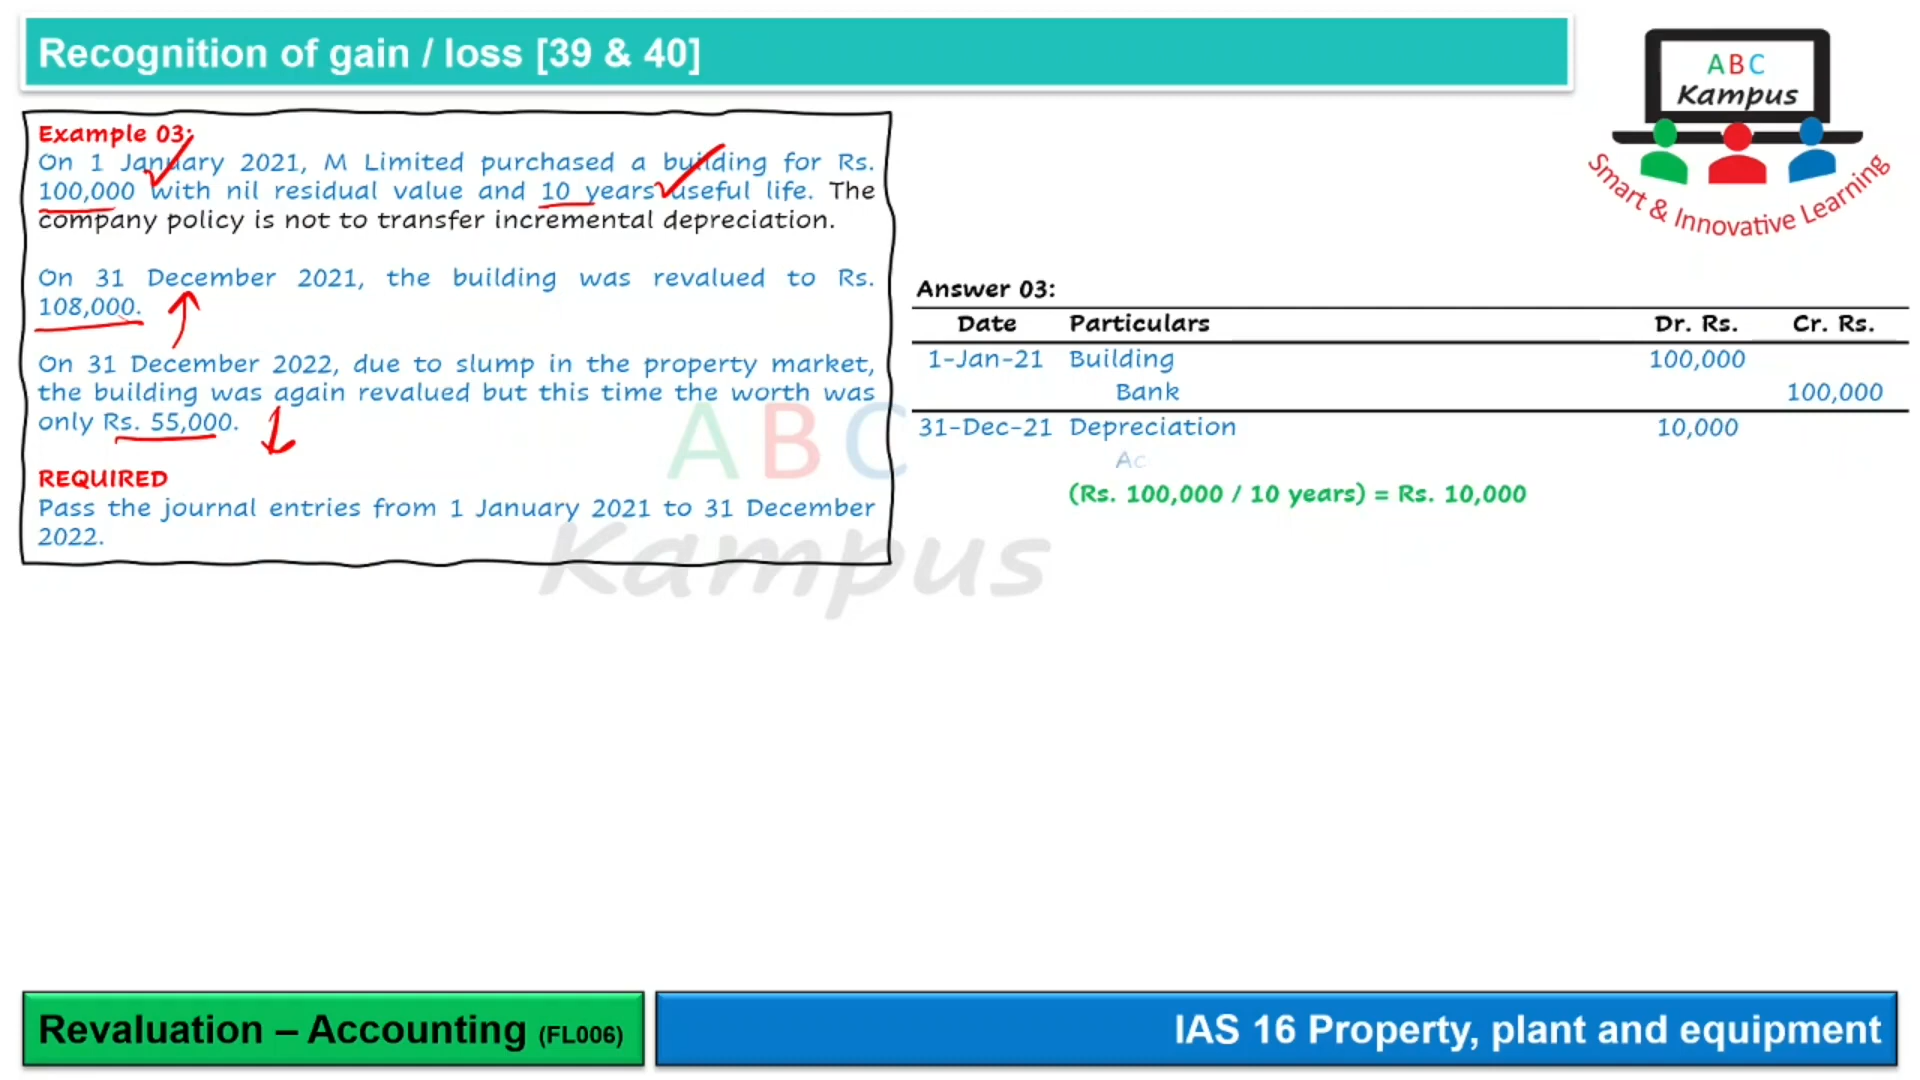 Recognition of gain / loss [39 & 40]
ABC
Kampus
Smart & Innovative Learning
Example 03:
On 1 January 2021, M Limited purchased a building for Rs.
100,000 with nil residual value and 10 years useful life. The
company policy is not to transfer incremental depreciation.
On 31 December 2021, the building was revalued to Rs.
108,000.
On 31 December 2022, due to slump in the property market,
the building was again revalued but this time the worth was
only Rs. 55,000.
REQUIRED
Pass the journal entries from 1 January 2021 to 31 December
2022.
Answer 03:
Date Particulars Dr. Rs. Cr. Rs.
1-Jan-21 Building 100,000
Bank 100,000
31-Dec-21 Depreciation 10,000
Ac
(Rs. 100,000 / 10 years) = Rs. 10,000
ABC
Kampus
Revaluation – Accounting (FL006)
IAS 16 Property, plant and equipment